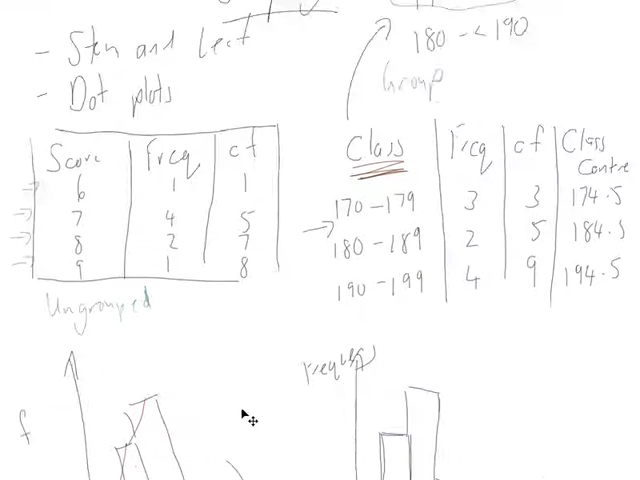 - Stem and Leaf
- Dot plots
180 - < 190
Group
Score Freq cf
6 1 1
7 4 5
8 2 7
9 1 8
Ungrouped
Class Freq cf Class Centre
170 - 179 3 3 174.5
180 - 189 2 5 184.5
190 - 199 4 9 194.5
f
Frequency